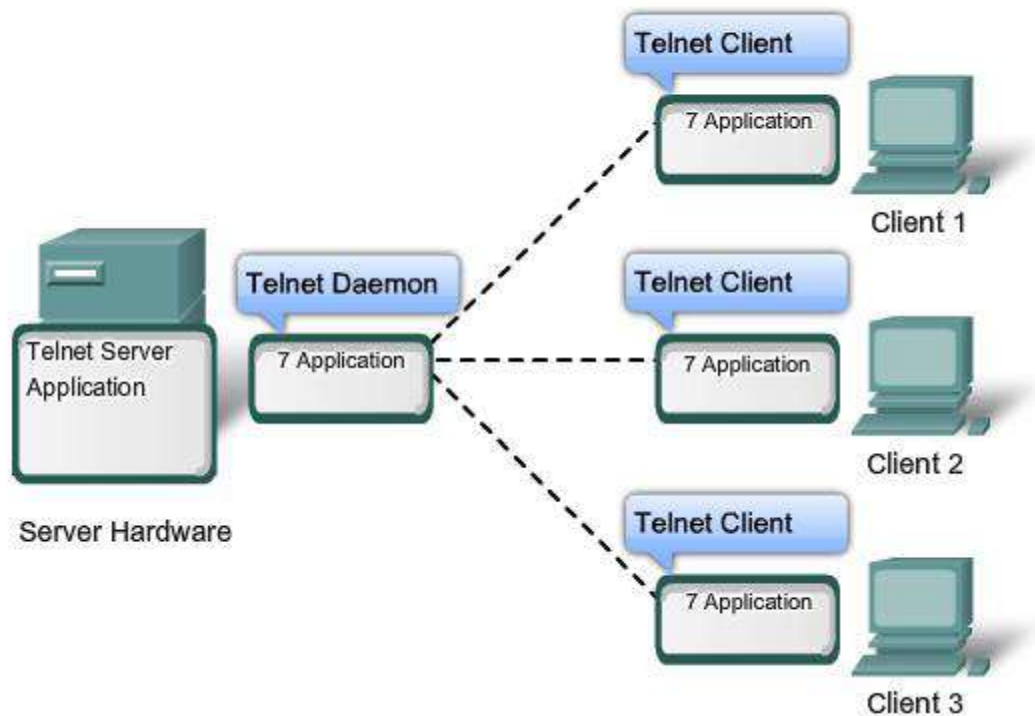 Telnet Client
7 Application
Client 1
Telnet Server
Application
Server Hardware
Telnet Daemon
7 Application
Telnet Client
7 Application
Client 2
Telnet Client
7 Application
Client 3